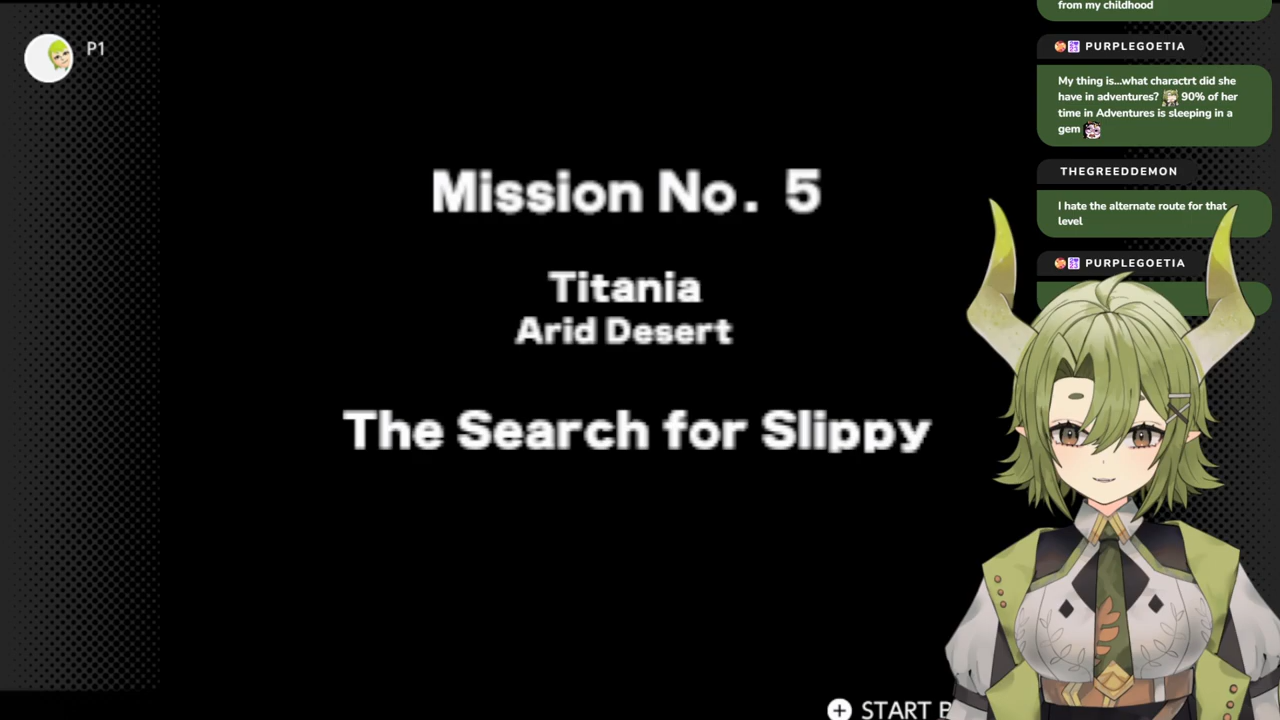 P1
Mission No. 5
Titania
Arid Desert
The Search for Slippy
START
from my childhood
PURPLEGOETIA
My thing is...what charactrt did she
have in adventures? 90% of her
time in Adventures is sleeping in a
gem
THEGREEDDEMON
I hate the alternate route for that
level
PURPLEGOETIA